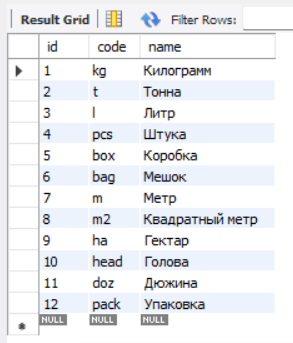 Result Grid Filter Rows:
id code name
1 kg Килограмм
2 t Тонна
3 l Литр
4 pcs Штука
5 box Коробка
6 bag Мешок
7 m Метр
8 m2 Квадратный метр
9 ha Гектар
10 head Голова
11 doz Дюжина
12 pack Упаковка
NULL NULL NULL